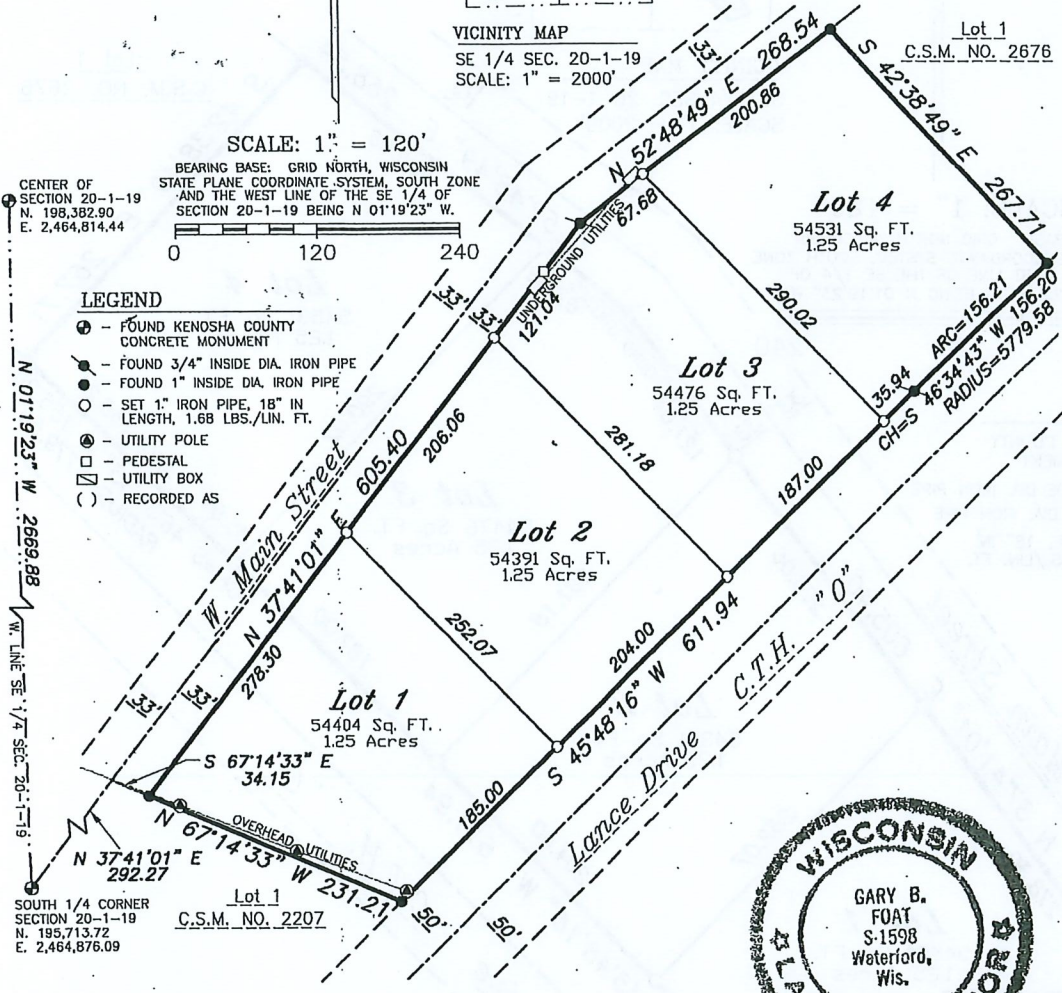 VICINITY MAP
SE 1/4 SEC. 20-1-19
SCALE: 1" = 2000'
33'
Lot 1
C.S.M. NO. 2676
SCALE: 1" = 120'
BEARING BASE: GRID NORTH, WISCONSIN
STATE PLANE COORDINATE SYSTEM, SOUTH ZONE
AND THE WEST LINE OF THE SE 1/4 OF
SECTION 20-1-19 BEING N 01°19'23" W.
0 120 240
CENTER OF
SECTION 20-1-19
N. 198,382.90
E. 2,464,814.44
LEGEND
- FOUND KENOSHA COUNTY
CONCRETE MONUMENT
- FOUND 3/4" INSIDE DIA. IRON PIPE
- FOUND 1" INSIDE DIA. IRON PIPE
- SET 1" IRON PIPE, 18" IN
LENGTH, 1.68 LBS./LIN. FT.
- UTILITY POLE
- PEDESTAL
- UTILITY BOX
( ) - RECORDED AS
N 01°19'23" W 2669.88
W. LINE SE 1/4 SEC. 20-1-19
N 52°48'49" E 268.54
200.86
67.68
S 42°38'49" E 267.71
Lot 4
54531 Sq. FT.
1.25 Acres
UNDERGROUND UTILITIES
127.04
33'
33'
290.02
Lot 3
54476 Sq. FT.
1.25 Acres
ARC=156.21
CH=S 46°34'43" W 156.20
RADIUS=5779.58
35.94
187.00
281.18
W. Main Street
N 37°41'01" E 605.40
206.06
278.30
Lot 2
54391 Sq. FT.
1.25 Acres
252.07
204.00
S 45°48'16" W 611.94
185.00
Lance Drive C.T.H. "O"
33'
33'
Lot 1
54404 Sq. FT.
1.25 Acres
S 67°14'33" E
34.15
OVERHEAD UTILITIES
N 67°14'33" W 231.21
N 37°41'01" E
292.27
Lot 1
C.S.M. NO. 2207
50'
50'
SOUTH 1/4 CORNER
SECTION 20-1-19
N. 195,713.72
E. 2,464,876.09
WISCONSIN
GARY B.
FOAT
S-1598
Waterford,
Wis.